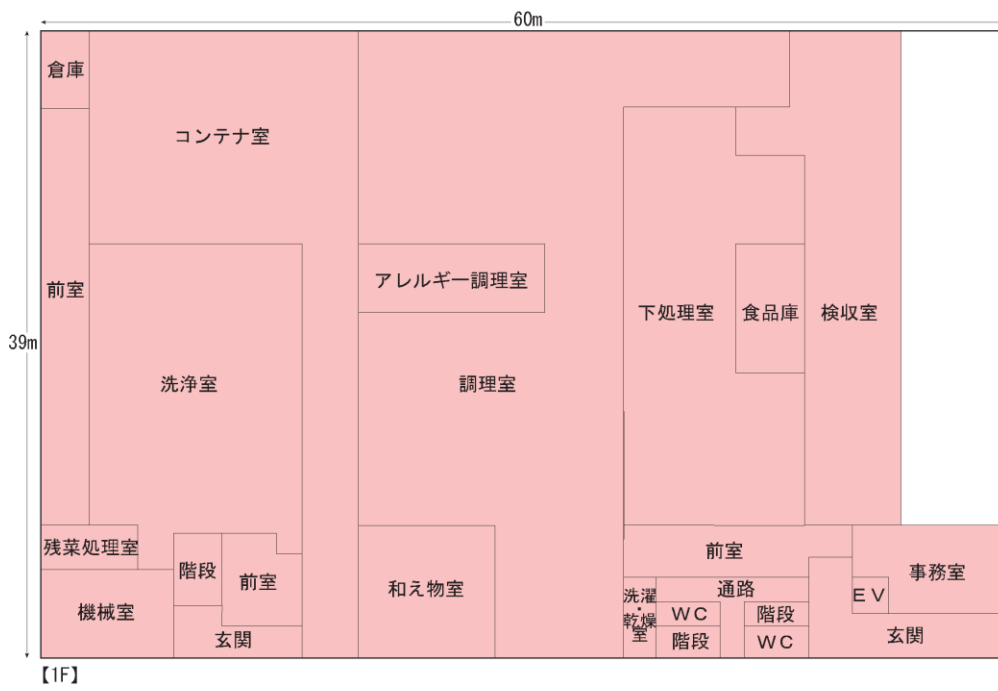 60m
倉庫
コンテナ室
前室
アレルギー調理室
下処理室
食品庫
検収室
39m
洗浄室
調理室
残菜処理室
階段
前室
機械室
玄関
和え物室
前室
事務室
洗濯
・
乾燥
室
通路
EV
WC
階段
階段
WC
玄関
【1F】